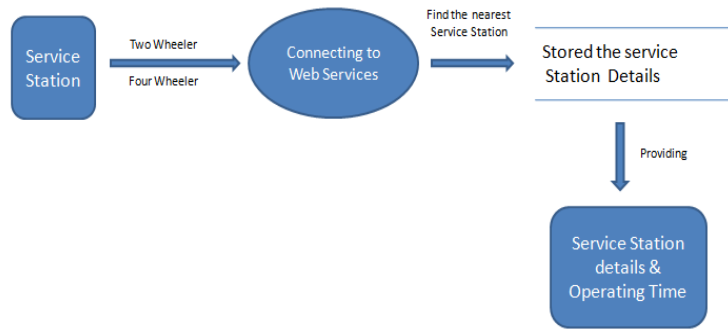 Service
Station
Two Wheeler
Four Wheeler
Connecting to
Web Services
Find the nearest
Service Station
Stored the service
Station Details
Providing
Service Station
details &
Operating Time